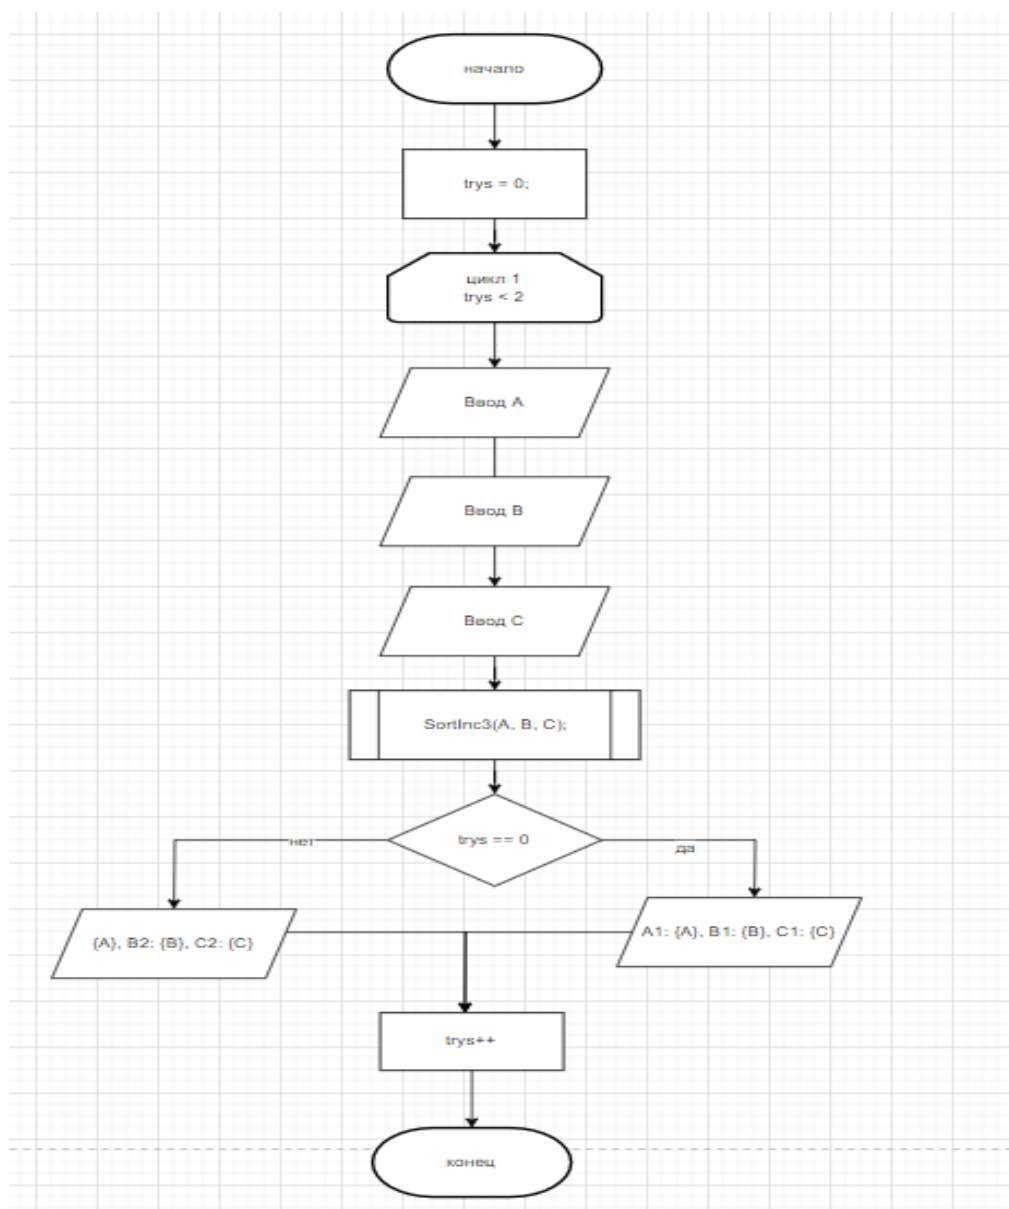 начало
trys = 0;
цикл 1
trys < 2
Ввод A
Ввод B
Ввод C
SortInc3(A, B, C);
trys == 0
нет
да
{A}, B2: {B}, C2: {C}
A1: {A}, B1: {B}, C1: {C}
trys++
конец